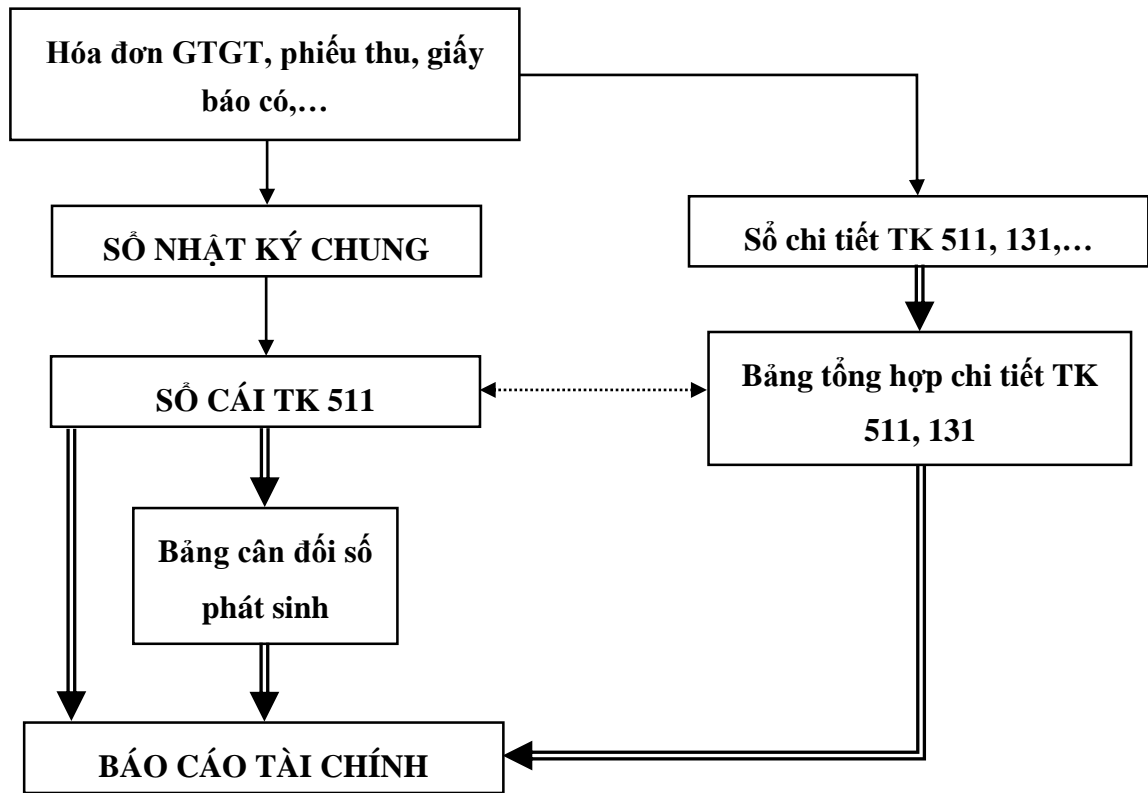 Hóa đơn GTGT, phiếu thu, giấy
báo có,…
SỔ NHẬT KÝ CHUNG
Sổ chi tiết TK 511, 131,…
SỔ CÁI TK 511
Bảng tổng hợp chi tiết TK
511, 131
Bảng cân đối số
phát sinh
BÁO CÁO TÀI CHÍNH